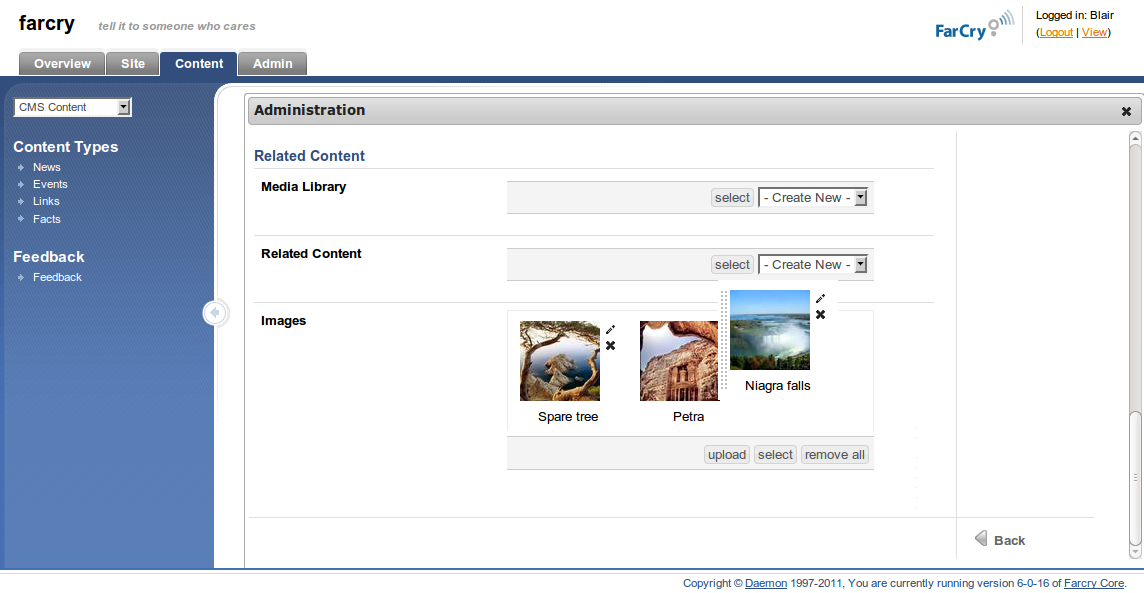 farcry
tell it to someone who cares
FarCry
Logged in: Blair
(Logout | View)
Overview
Site
Content
Admin
CMS Content
Content Types
News
Events
Links
Facts
Feedback
Feedback
Administration
Related Content
Media Library
select
- Create New -
Related Content
select
- Create New -
Images
Spare tree
Petra
Niagra falls
upload
select
remove all
Back
Copyright © Daemon 1997-2011, You are currently running version 6-0-16 of Farcry Core.